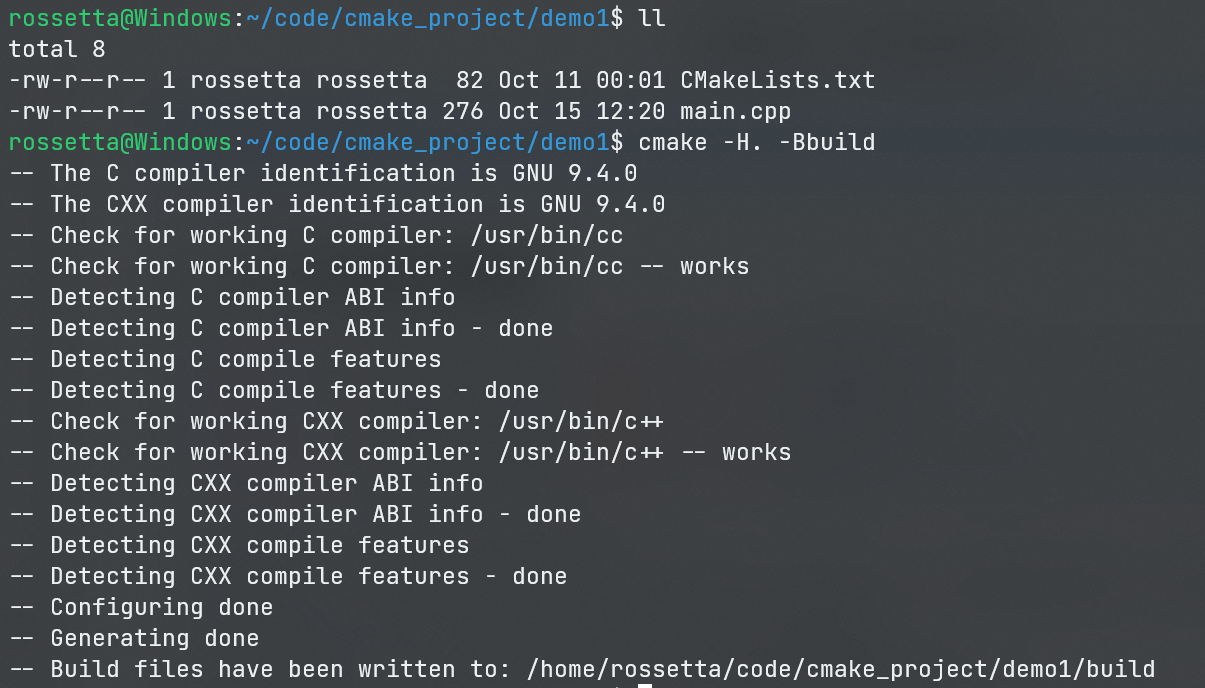 rossetta@Windows:~/code/cmake_project/demo1$ ll
total 8
-rw-r--r-- 1 rossetta rossetta  82 Oct 11 00:01 CMakeLists.txt
-rw-r--r-- 1 rossetta rossetta 276 Oct 15 12:20 main.cpp
rossetta@Windows:~/code/cmake_project/demo1$ cmake -H. -Bbuild
-- The C compiler identification is GNU 9.4.0
-- The CXX compiler identification is GNU 9.4.0
-- Check for working C compiler: /usr/bin/cc
-- Check for working C compiler: /usr/bin/cc -- works
-- Detecting C compiler ABI info
-- Detecting C compiler ABI info - done
-- Detecting C compile features
-- Detecting C compile features - done
-- Check for working CXX compiler: /usr/bin/c++
-- Check for working CXX compiler: /usr/bin/c++ -- works
-- Detecting CXX compiler ABI info
-- Detecting CXX compiler ABI info - done
-- Detecting CXX compile features
-- Detecting CXX compile features - done
-- Configuring done
-- Generating done
-- Build files have been written to: /home/rossetta/code/cmake_project/demo1/build